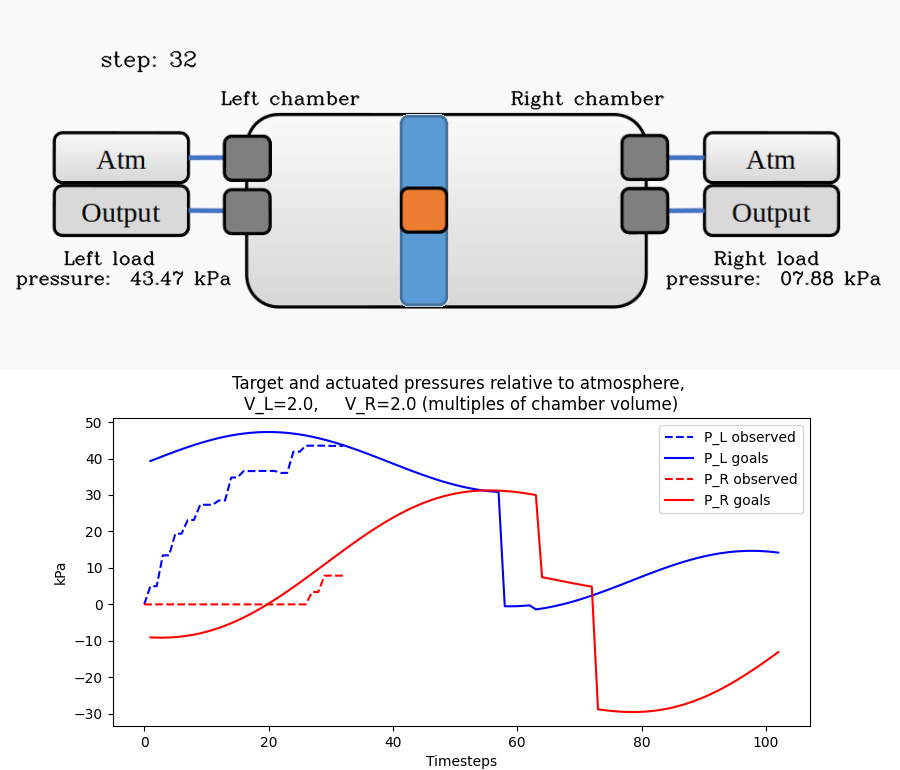 step: 32
Left chamber Right chamber
Atm Atm
Output Output
Left load Right load
pressure: 43.47 kPa pressure: 07.88 kPa
Target and actuated pressures relative to atmosphere,
V_L=2.0, V_R=2.0 (multiples of chamber volume)
P_L observed
P_L goals
P_R observed
P_R goals
50
40
30
20
10
0
−10
−20
−30
kPa
0 20 40 60 80 100
Timesteps